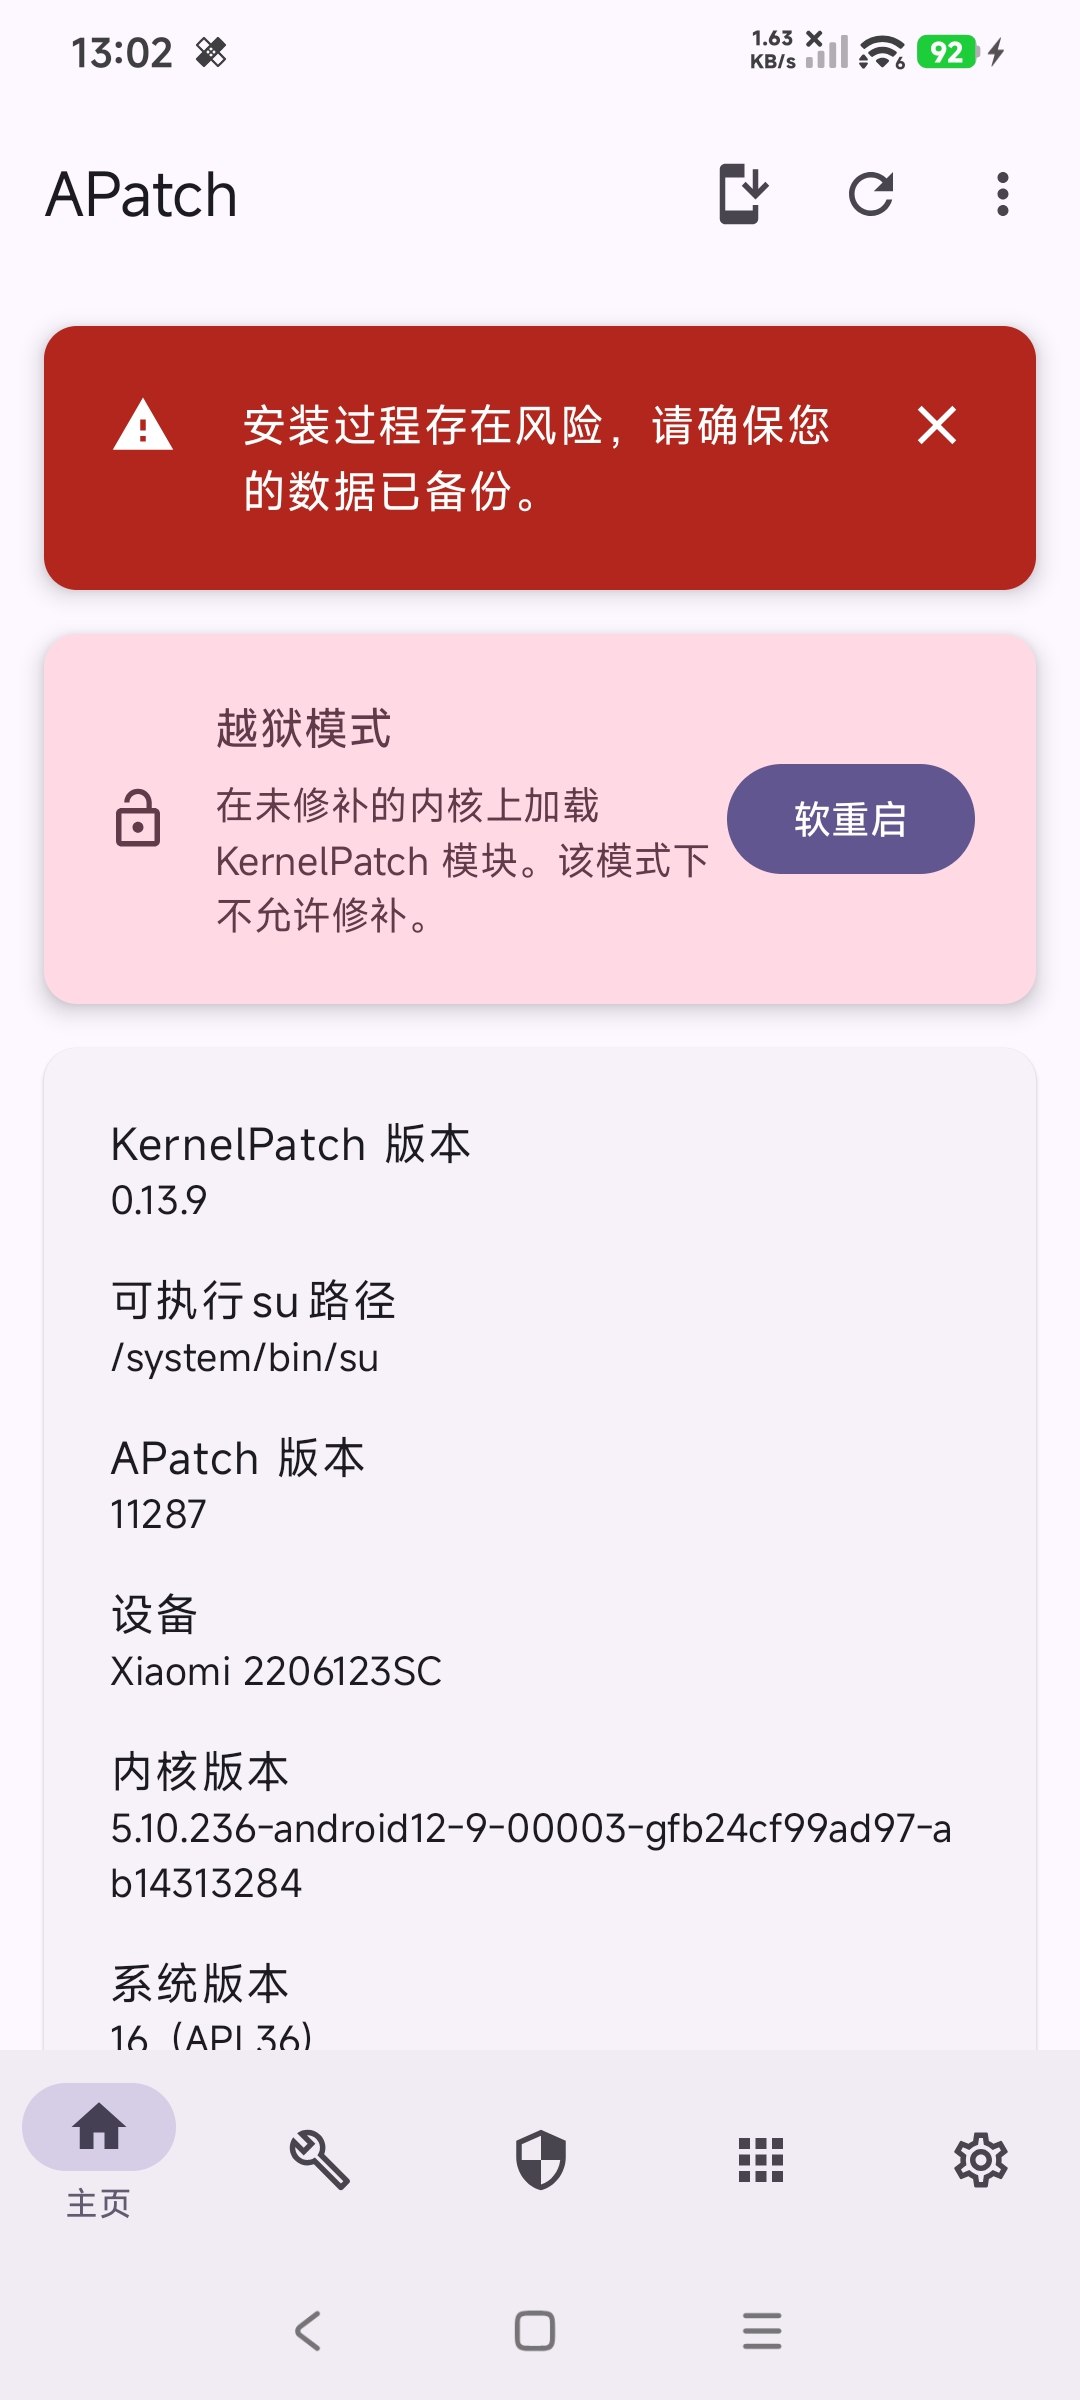 13:02
1.63
KB/s
6
92
APatch
安装过程存在风险，请确保您
的数据已备份。
越狱模式
在未修补的内核上加载
KernelPatch 模块。该模式下
不允许修补。
软重启
KernelPatch 版本
0.13.9
可执行su路径
/system/bin/su
APatch 版本
11287
设备
Xiaomi 2206123SC
内核版本
5.10.236-android12-9-00003-gfb24cf99ad97-a
b14313284
系统版本
16 (API 36)
主页